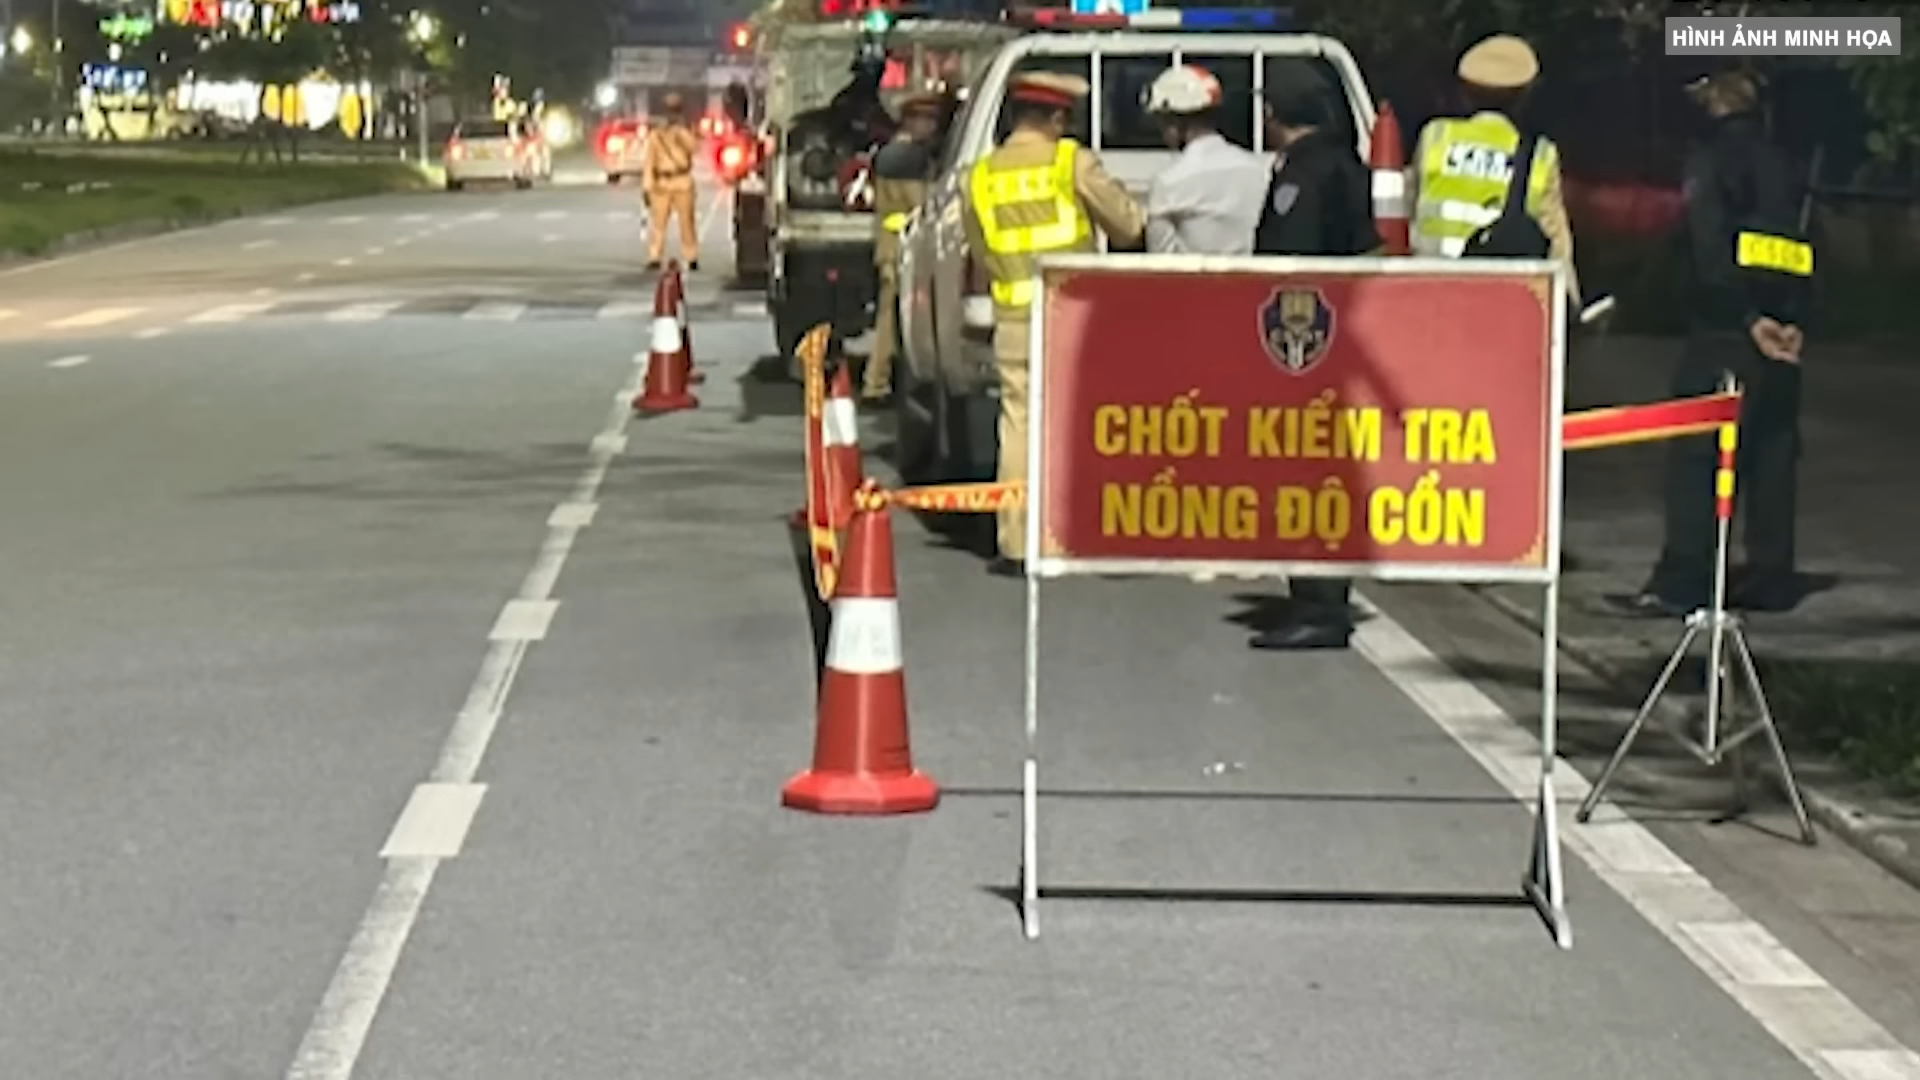 HÌNH ẢNH MINH HỌA
CHỐT KIỂM TRA
NỒNG ĐỘ CỒN